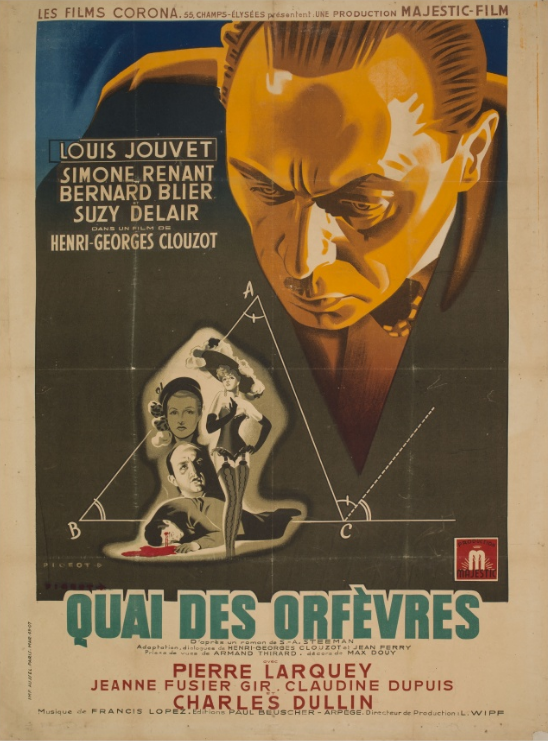 LES FILMS CORONA. 55, CHAMPS-ÉLYSÉES présentent: UNE PRODUCTION MAJESTIC-FILM
LOUIS JOUVET
SIMONE RENANT
BERNARD BLIER
ET
SUZY DELAIR
DANS UN FILM DE
HENRI-GEORGES CLOUZOT
A
B
C
M
MAJESTIC
QUAI DES ORFÈVRES
D'après un roman de S.-A. STEEMAN
Adaptation, dialogues de HENRI-GEORGES CLOUZOT et JEAN FERRY
Prises de vues de ARMAND THIRARD - décors de MAX DOUY
AVEC
PIERRE LARQUEY
JEANNE FUSIER GIR. CLAUDINE DUPUIS
ET
CHARLES DULLIN
Musique de FRANCIS LOPEZ. Editions PAUL BEUSCHER - ARPÈGE. Directeur de Production: L. WIPF